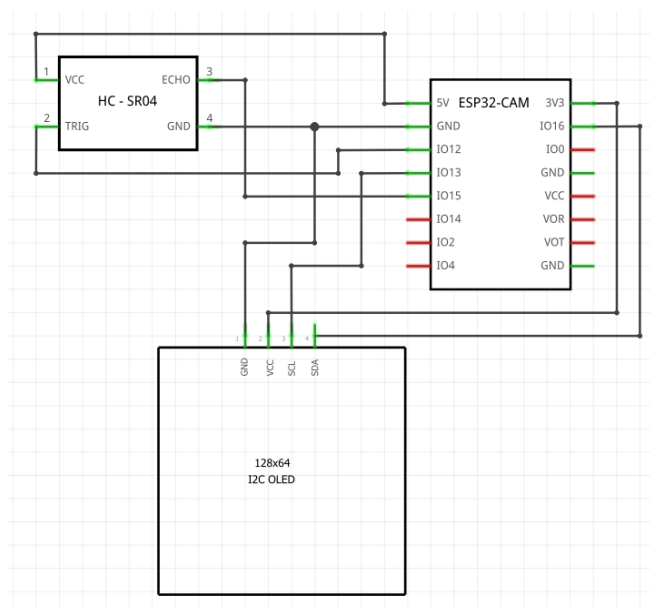 1 VCC ECHO 3
HC - SR04
2 TRIG GND 4
5V ESP32-CAM 3V3
GND IO16
IO12 IO0
IO13 GND
IO15 VCC
IO14 VOR
IO2 VOT
IO4 GND
1 2 3 4
GND VCC SCL SDA
128x64
I2C OLED